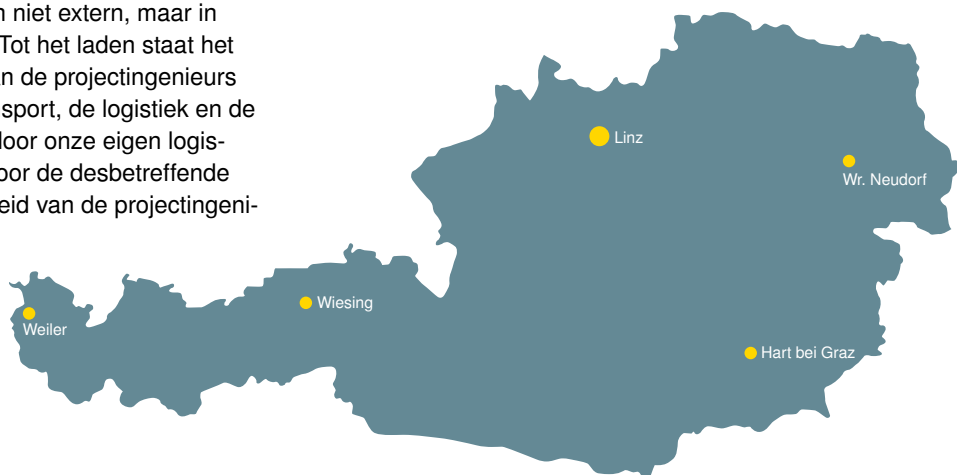 niet extern, maar in
Tot het laden staat het
an de projectingenieurs
sport, de logistiek en de
door onze eigen logis-
oor de desbetreffende
eid van de projectingeni-
Linz
Wr. Neudorf
Wiesing
Weiler
Hart bei Graz